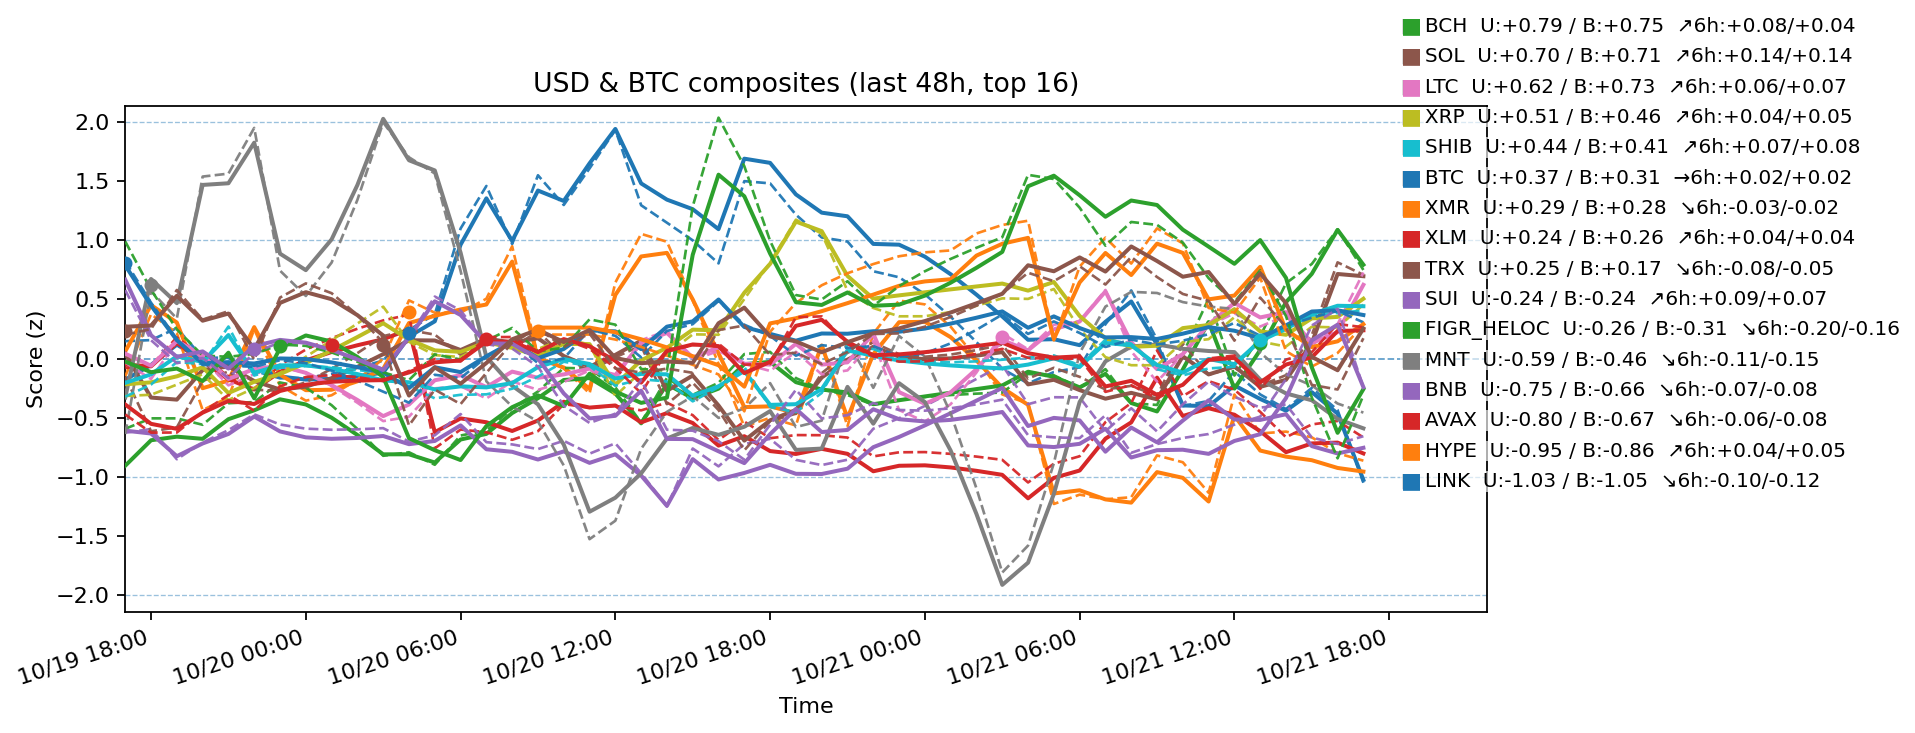 BCH U:+0.79 / B:+0.75 ↗6h:+0.08/+0.04
SOL U:+0.70 / B:+0.71 ↗6h:+0.14/+0.14
LTC U:+0.62 / B:+0.73 ↗6h:+0.06/+0.07
XRP U:+0.51 / B:+0.46 ↗6h:+0.04/+0.05
SHIB U:+0.44 / B:+0.41 ↗6h:+0.07/+0.08
BTC U:+0.37 / B:+0.31 →6h:+0.02/+0.02
XMR U:+0.29 / B:+0.28 ↘6h:-0.03/-0.02
XLM U:+0.24 / B:+0.26 ↗6h:+0.04/+0.04
TRX U:+0.25 / B:+0.17 ↘6h:-0.08/-0.05
SUI U:-0.24 / B:-0.24 ↗6h:+0.09/+0.07
FIGR_HELOC U:-0.26 / B:-0.31 ↘6h:-0.20/-0.16
MNT U:-0.59 / B:-0.46 ↘6h:-0.11/-0.15
BNB U:-0.75 / B:-0.66 ↘6h:-0.07/-0.08
AVAX U:-0.80 / B:-0.67 ↘6h:-0.06/-0.08
HYPE U:-0.95 / B:-0.86 ↗6h:+0.04/+0.05
LINK U:-1.03 / B:-1.05 ↘6h:-0.10/-0.12
USD & BTC composites (last 48h, top 16)
Score (z)
2.0
1.5
1.0
0.5
0.0
−0.5
−1.0
−1.5
−2.0
10/19 18:00
10/20 00:00
10/20 06:00
10/20 12:00
10/20 18:00
10/21 00:00
10/21 06:00
10/21 12:00
10/21 18:00
Time